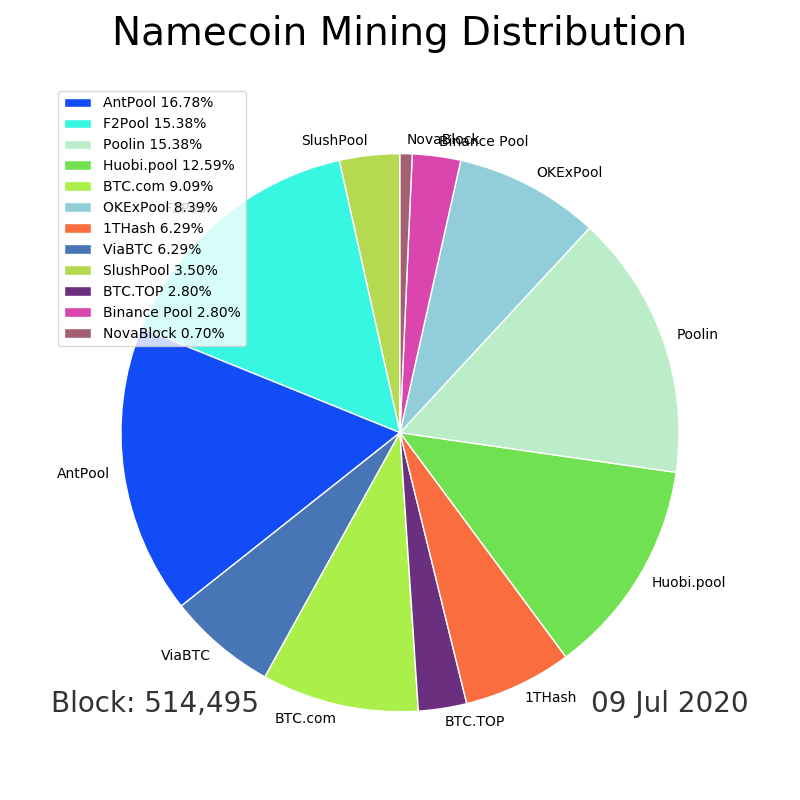 Namecoin Mining Distribution
AntPool 16.78%
F2Pool 15.38%
Poolin 15.38%
Huobi.pool 12.59%
BTC.com 9.09%
OKExPool 8.39%
1THash 6.29%
ViaBTC 6.29%
SlushPool 3.50%
BTC.TOP 2.80%
Binance Pool 2.80%
NovaBlock 0.70%
SlushPool
NovaBlock
Binance Pool
OKExPool
F2Pool
Poolin
AntPool
Huobi.pool
ViaBTC
1THash
BTC.com
BTC.TOP
Block: 514,495
09 Jul 2020